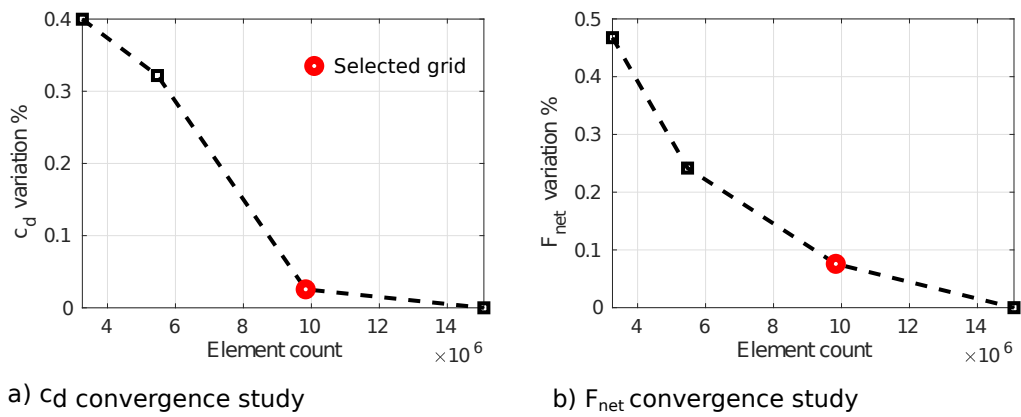 0.4
0.3
0.2
0.1
0
c_d variation %
Selected grid
4 6 8 10 12 14
Element count
×10^6
a) c_d convergence study
0.5
0.4
0.3
0.2
0.1
0
F_net variation %
4 6 8 10 12 14
Element count
×10^6
b) F_net convergence study